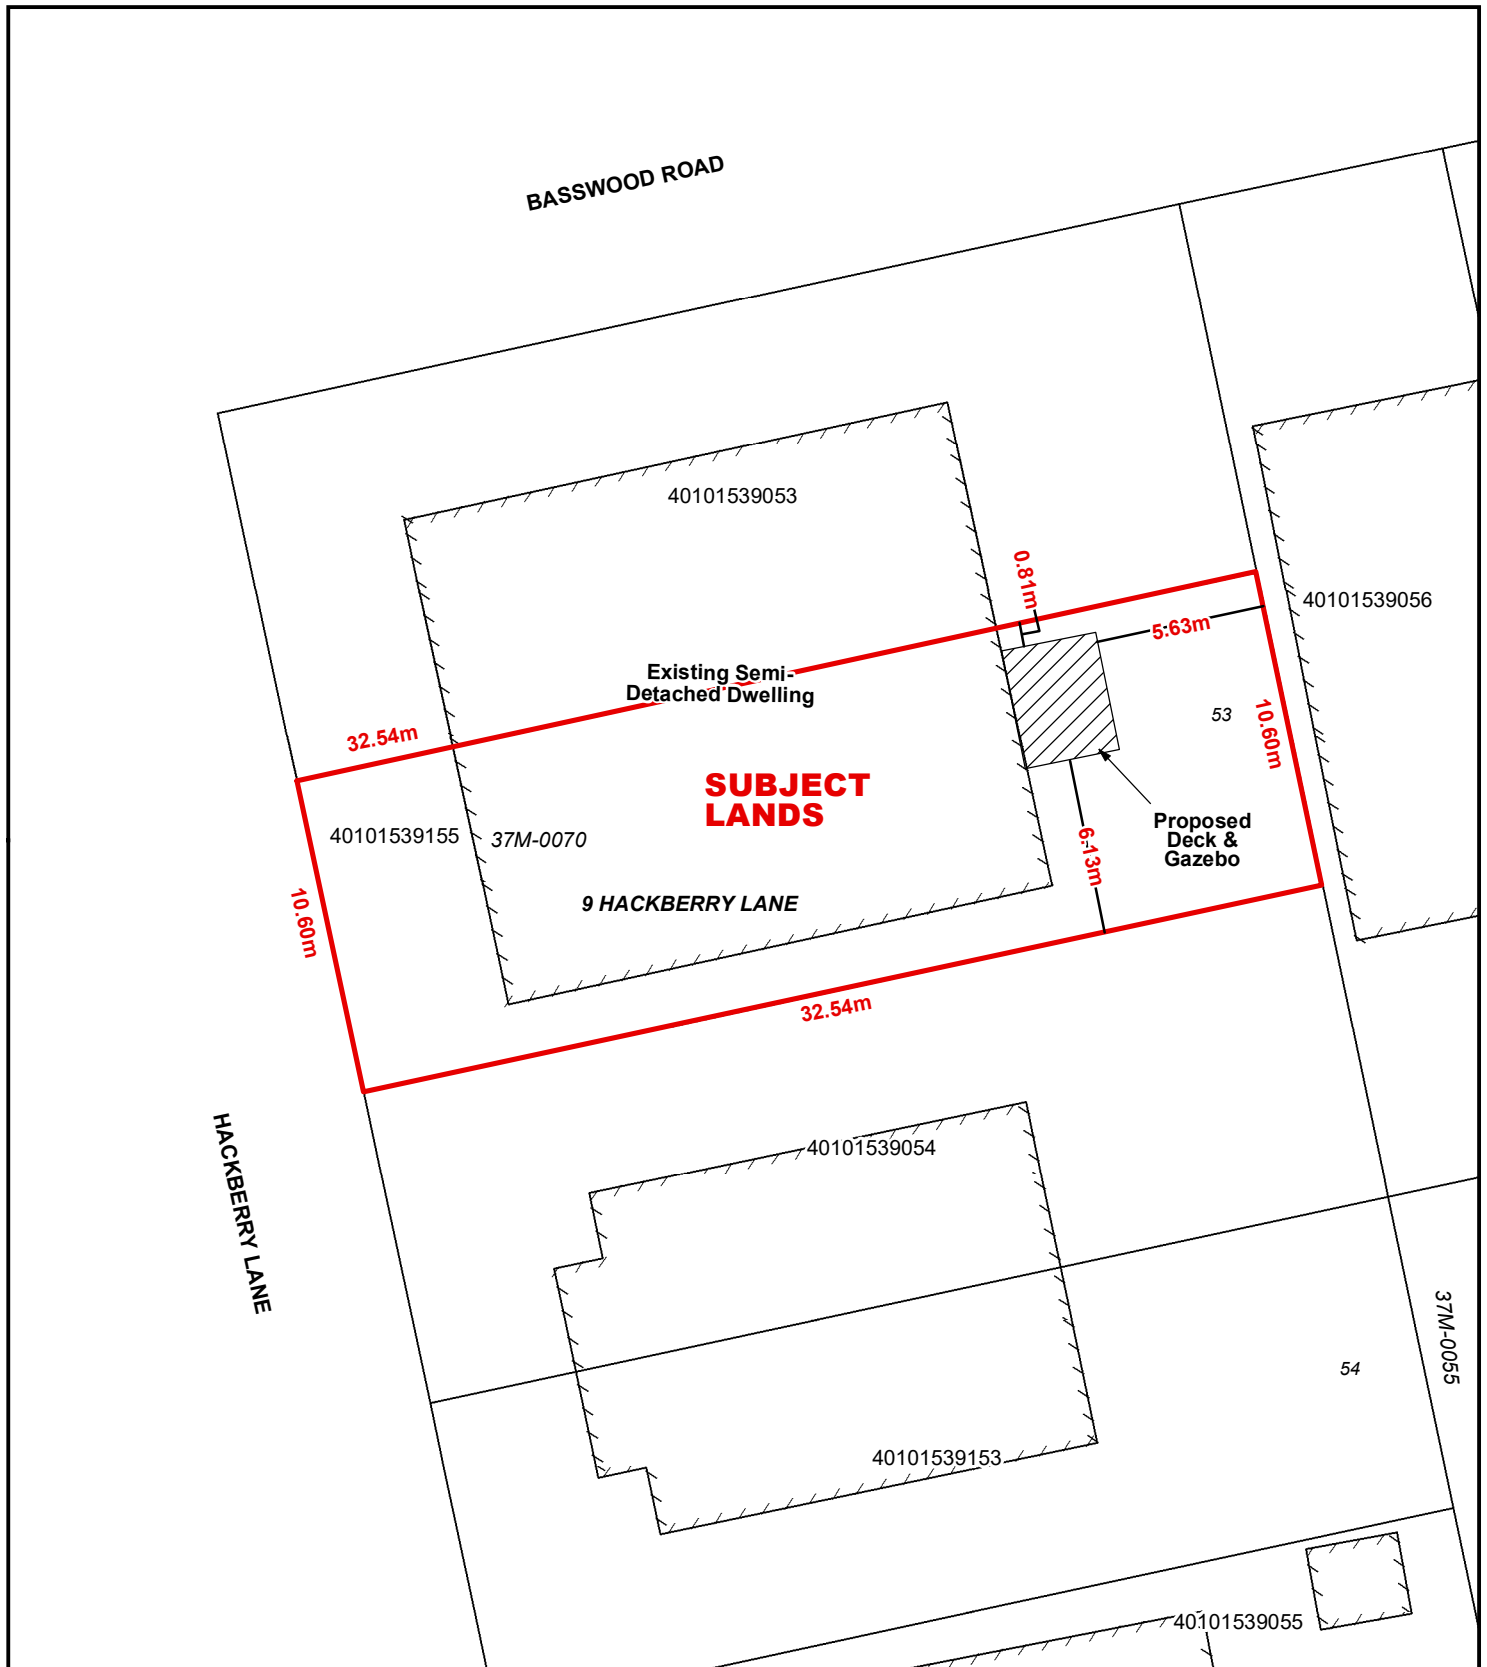 BASSWOOD ROAD
40101539053
0.81m
40101539056
5.63m
Existing Semi-
Detached Dwelling
53
32.54m
10.60m
SUBJECT
LANDS
40101539155
37M-0070
Proposed
Deck &
Gazebo
6.13m
9 HACKBERRY LANE
10.60m
32.54m
HACKBERRY LANE
40101539054
37M-0055
54
40101539153
40101539055